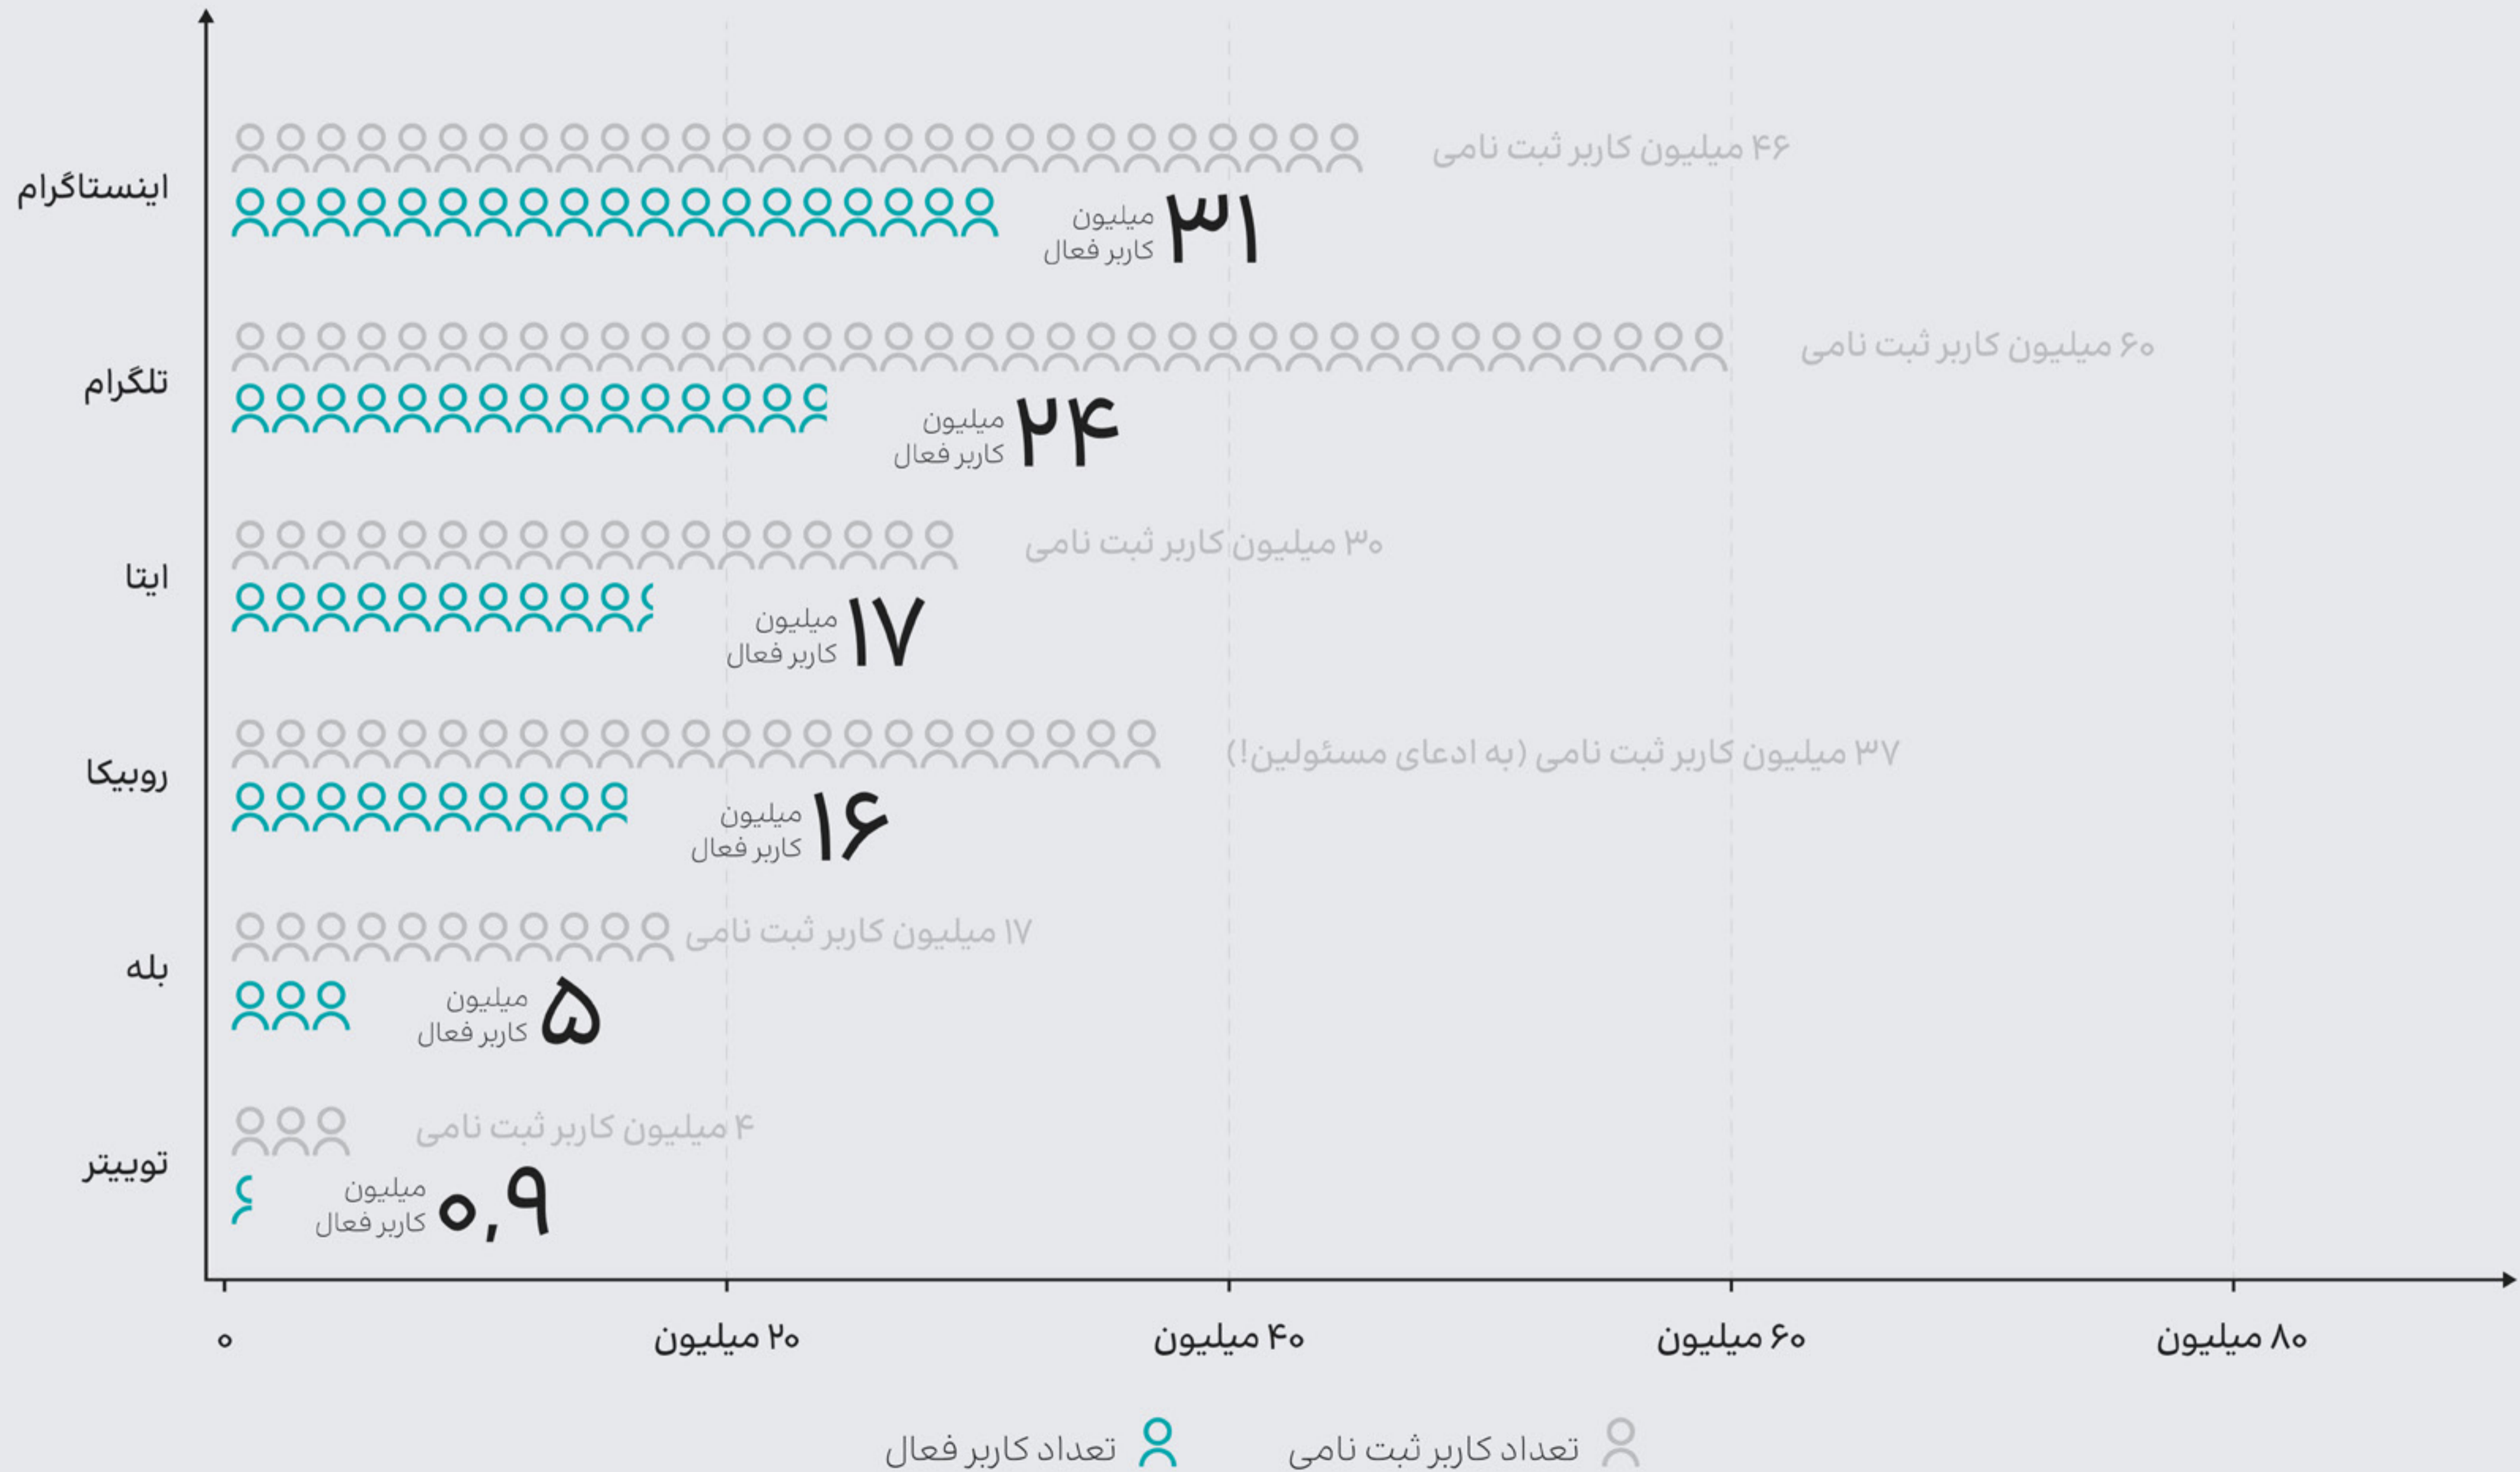 اینستاگرام
۴۶ میلیون کاربر ثبت نامی
۳۱ میلیون
کاربر فعال
تلگرام
۶۰ میلیون کاربر ثبت نامی
۲۴ میلیون
کاربر فعال
ایتا
۳۰ میلیون کاربر ثبت نامی
۱۷ میلیون
کاربر فعال
روبیکا
۳۷ میلیون کاربر ثبت نامی (به ادعای مسئولین!)
۱۶ میلیون
کاربر فعال
بله
۱۷ میلیون کاربر ثبت نامی
۵ میلیون
کاربر فعال
توییتر
۴ میلیون کاربر ثبت نامی
۰,۹ میلیون
کاربر فعال
۰
۲۰ میلیون
۴۰ میلیون
۶۰ میلیون
۸۰ میلیون
تعداد کاربر ثبت نامی
تعداد کاربر فعال